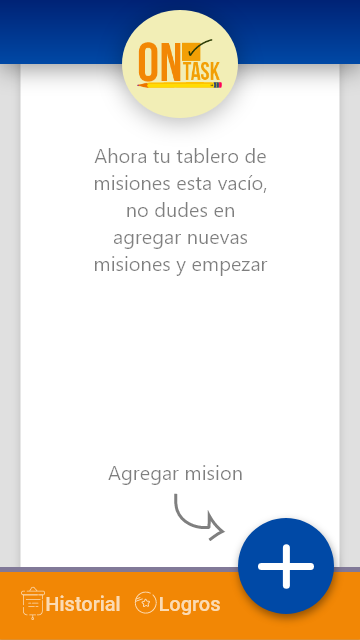 ON
TASK
Ahora tu tablero de
misiones esta vacío,
no dudes en
agregar nuevas
misiones y empezar
Agregar mision
Historial
Logros